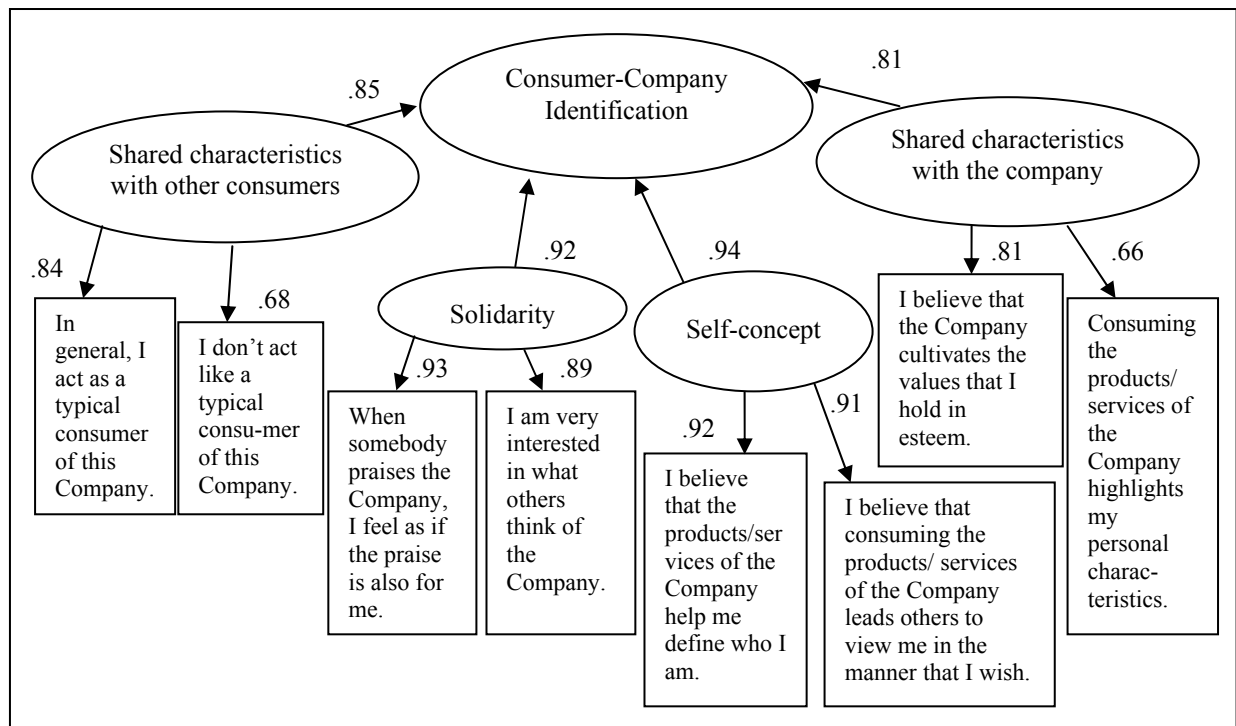 Consumer-Company
Identification
.81
.85
Shared characteristics
with other consumers
Shared characteristics
with the company
.84
.68
.92
.94
.81
.66
Solidarity
Self-concept
.93
.89
.92
.91
In
general, I
act as a
typical
consumer
of this
Company.
I don’t act
like a
typical
consu-mer
of this
Company.
When
somebody
praises the
Company,
I feel as if
the praise
is also for
me.
I am very
interested
in what
others
think of
the
Company.
I believe
that the
products/ser
vices of the
Company
help me
define who I
am.
I believe that
consuming the
products/ services
of the Company
leads others to
view me in the
manner that I wish.
I believe that
the Company
cultivates the
values that I
hold in
esteem.
Consuming
the
products/
services of
the
Company
highlights
my
personal
charac-
teristics.